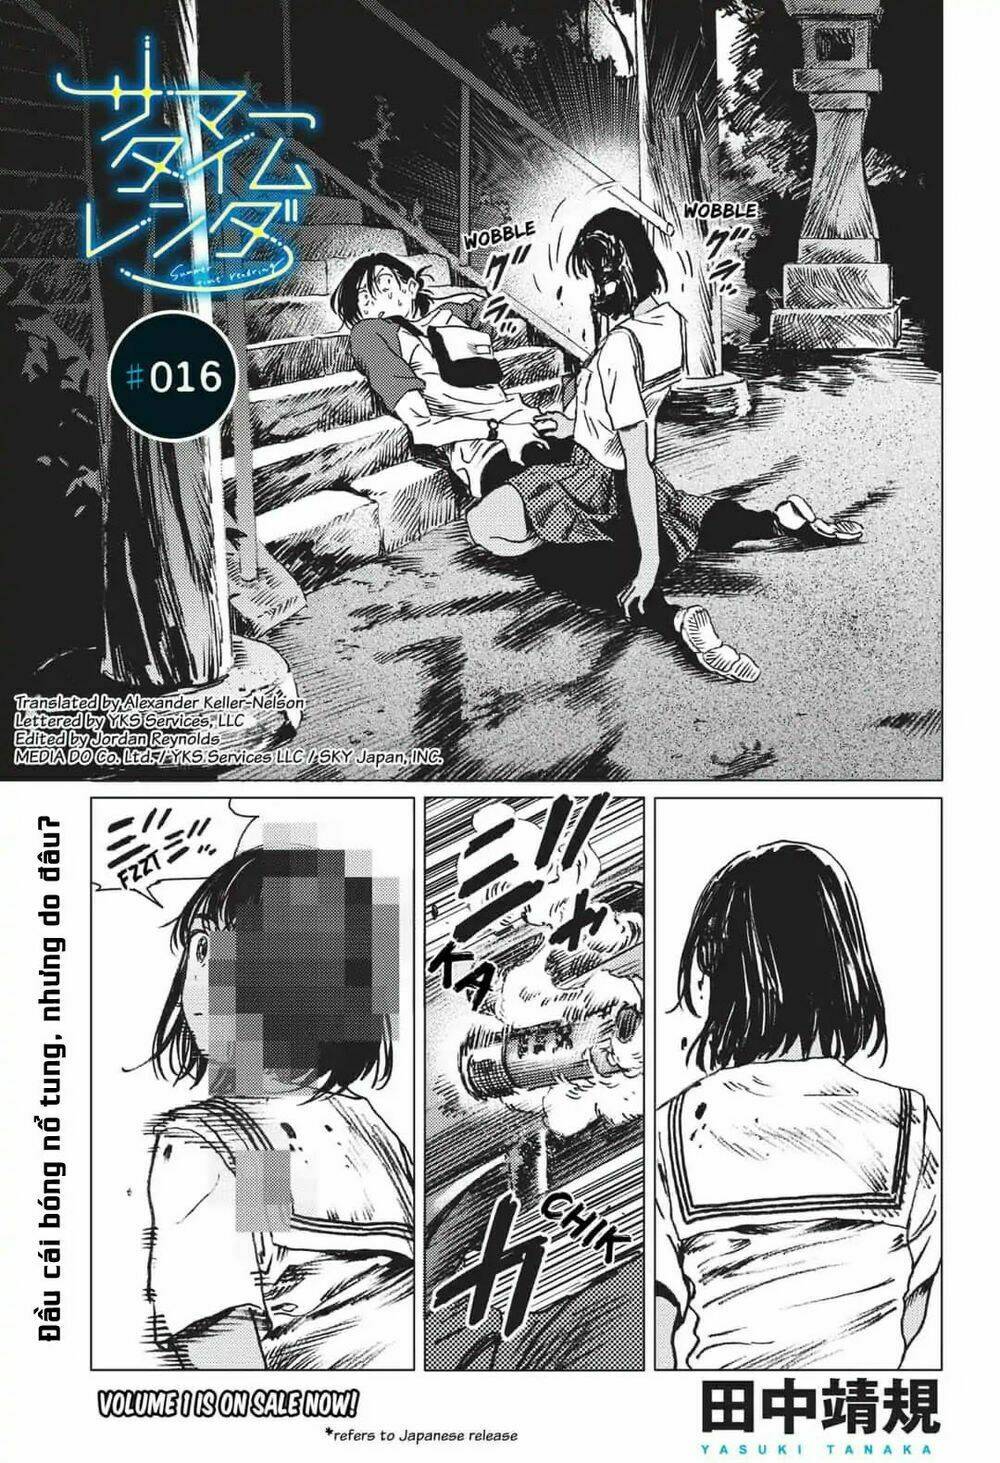 サマー
タイム
レンダ
Summer
time rendering
#016
WOBBLE
グラ…
WOBBLE
グラ…
Translated by Alexander Keller-Nelson
Lettered by YKS Services, LLC
Edited by Jordan Reynolds
MEDIA DO Co. Ltd. / YKS Services LLC / SKY Japan, INC.
KA
CHIK
カ
FZZT
Đầu cái bóng nổ tung, nhưng do đâu?
VOLUME 1 IS ON SALE NOW!
*refers to Japanese release
田中靖規
YASUKI TANAKA